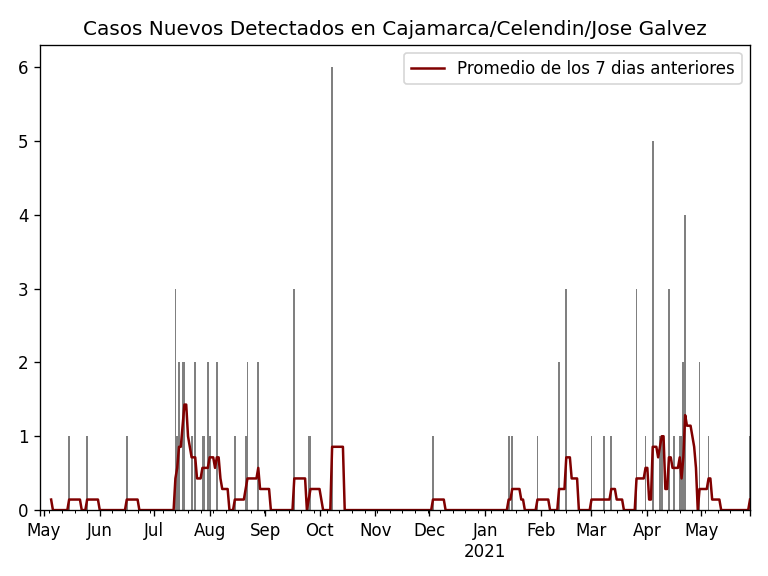 Casos Nuevos Detectados en Cajamarca/Celendin/Jose Galvez
Promedio de los 7 dias anteriores
6
5
4
3
2
1
0
May Jun Jul Aug Sep Oct Nov Dec Jan Feb Mar Apr May
2021